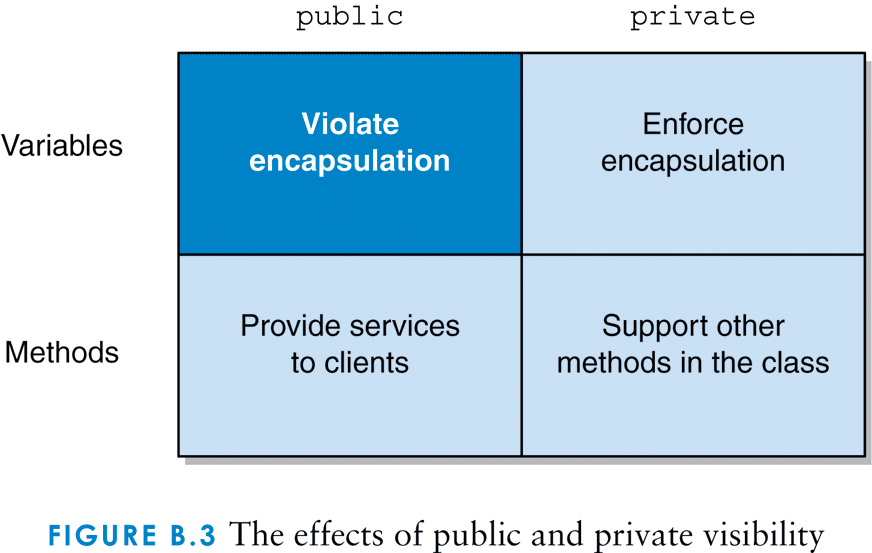 public private
Variables
Violate
encapsulation
Enforce
encapsulation
Methods
Provide services
to clients
Support other
methods in the class
FIGURE B.3 The effects of public and private visibility